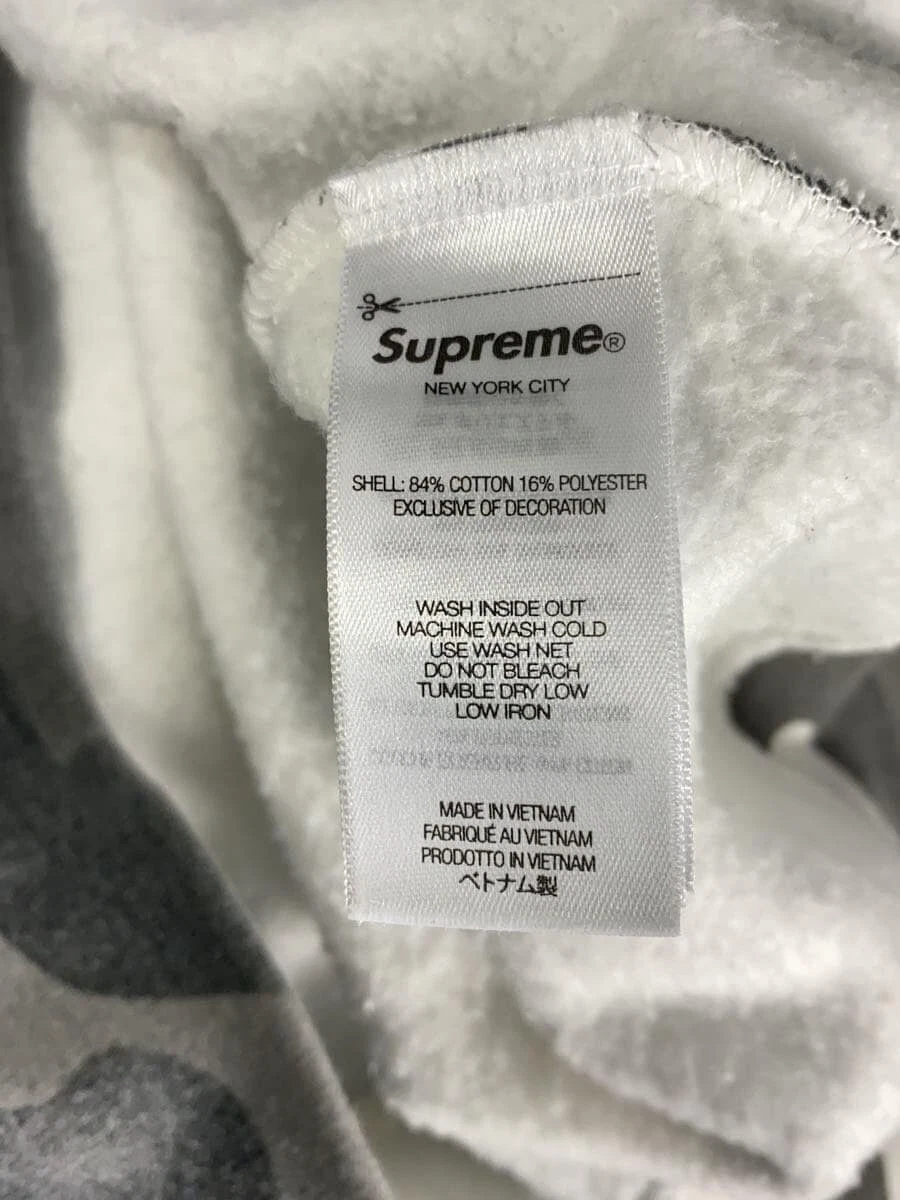 Supreme®
NEW YORK CITY
SHELL: 84% COTTON 16% POLYESTER
EXCLUSIVE OF DECORATION
WASH INSIDE OUT
MACHINE WASH COLD
USE WASH NET
DO NOT BLEACH
TUMBLE DRY LOW
LOW IRON
MADE IN VIETNAM
FABRIQUÉ AU VIETNAM
PRODOTTO IN VIETNAM
ベトナム製